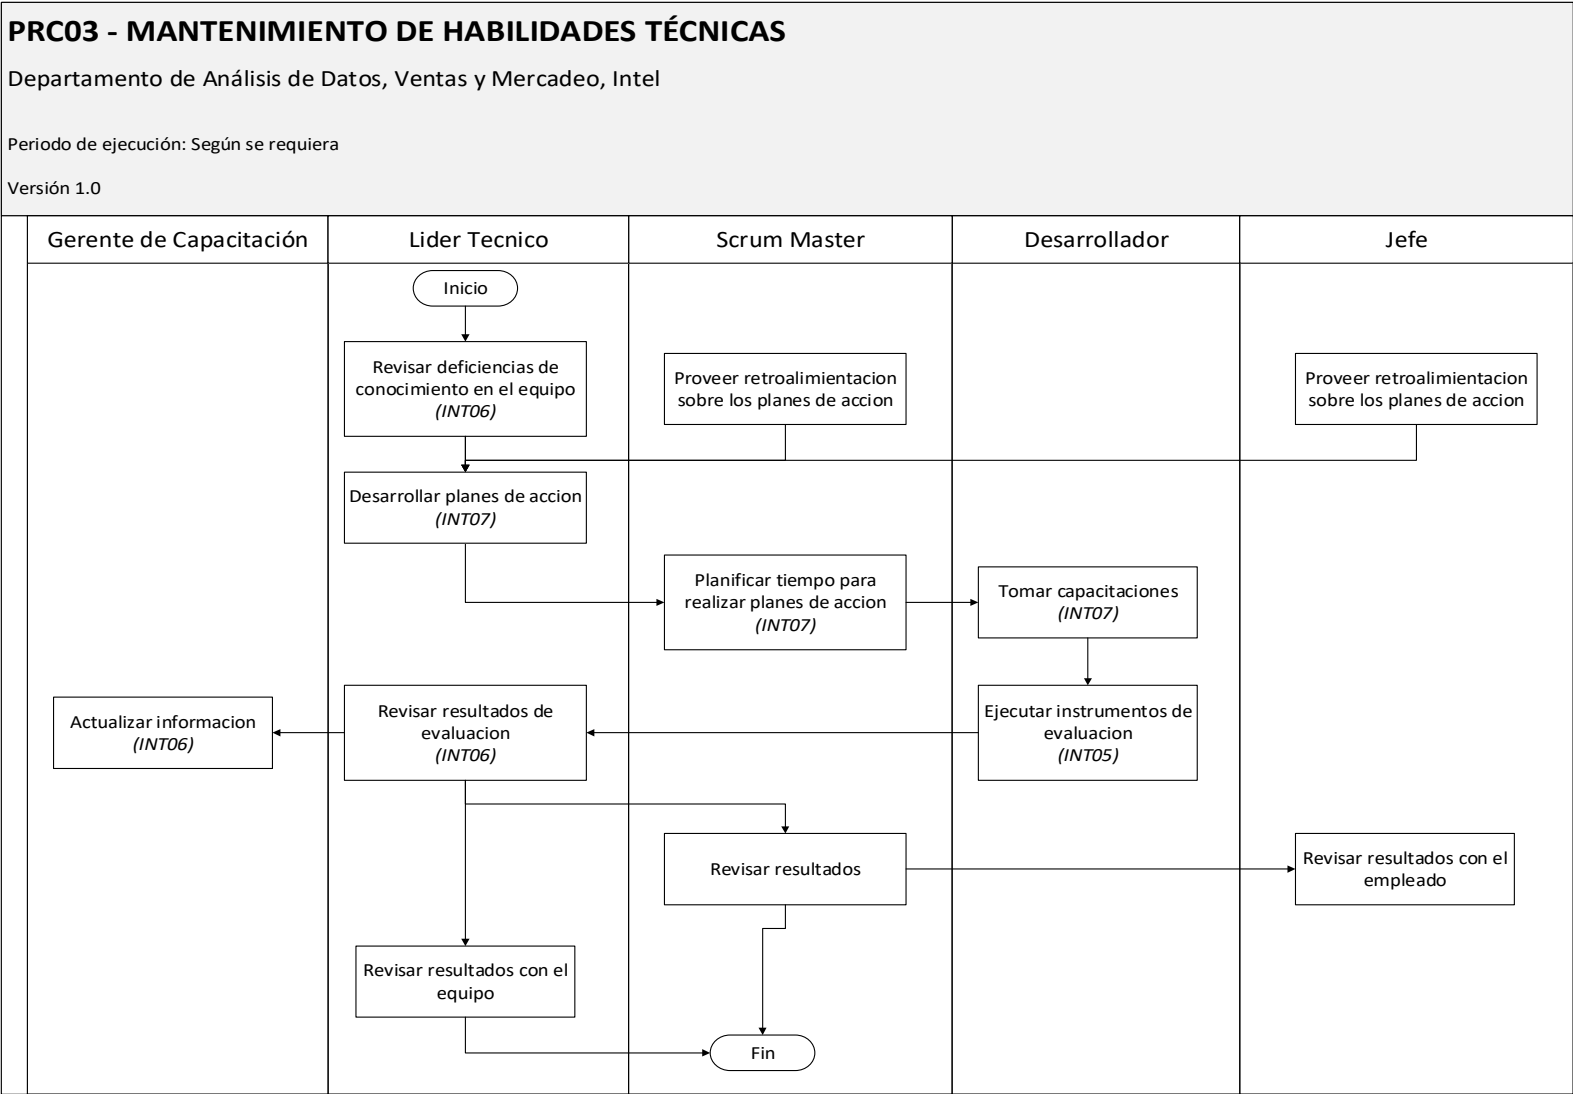 PRC03 - MANTENIMIENTO DE HABILIDADES TÉCNICAS
Departamento de Análisis de Datos, Ventas y Mercadeo, Intel
Periodo de ejecución: Según se requiera
Versión 1.0
Gerente de Capacitación
Lider Tecnico
Scrum Master
Desarrollador
Jefe
Inicio
Revisar deficiencias de
conocimiento en el equipo
(INT06)
Proveer retroalimentacion
sobre los planes de accion
Proveer retroalimentacion
sobre los planes de accion
Desarrollar planes de accion
(INT07)
Planificar tiempo para
realizar planes de accion
(INT07)
Tomar capacitaciones
(INT07)
Actualizar informacion
(INT06)
Revisar resultados de
evaluacion
(INT06)
Ejecutar instrumentos de
evaluacion
(INT05)
Revisar resultados
Revisar resultados con el
empleado
Revisar resultados con el
equipo
Fin